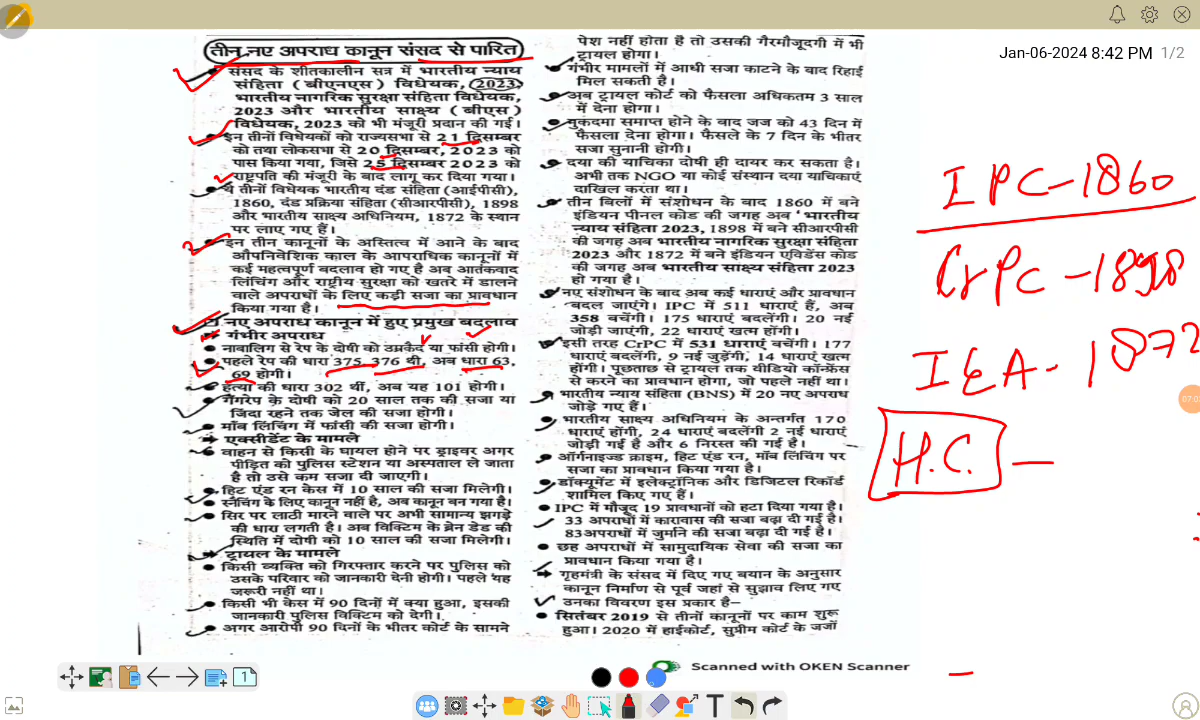 Jan-06-2024 8:42 PM 1/2
तीन नए अपराध कानून संसद से पारित
संसद के शीतकालीन सत्र में भारतीय न्याय
संहिता (बीएनएस) विधेयक, 2023,
भारतीय नागरिक सुरक्षा संहिता विधेयक,
2023 और भारतीय साक्ष्य (बीएस)
विधेयक, 2023 को भी मंजूरी प्रदान की गई।
इन तीनों विधेयकों को राज्यसभा से 21 दिसम्बर
को तथा लोकसभा से 20 दिसम्बर, 2023 को
पास किया गया, जिसे 25 दिसम्बर 2023 को
राष्ट्रपति की मंजूरी के बाद लागू कर दिया गया।
ये तीनों विधेयक भारतीय दंड संहिता (आईपीसी),
1860, दंड प्रक्रिया संहिता (सीआरपीसी), 1898
और भारतीय साक्ष्य अधिनियम, 1872 के स्थान
पर लाए गए हैं।
इन तीन कानूनों के अस्तित्व में आने के बाद
औपनिवेशिक काल के आपराधिक कानूनों में
कई महत्वपूर्ण बदलाव हो गए है अब आतंकवाद
लिंचिंग और राष्ट्रीय सुरक्षा को खतरे में डालने
वाले अपराधों के लिए कड़ी सजा का प्रावधान
किया गया है।
नए अपराध कानून में हुए प्रमुख बदलाव
गंभीर अपराध
नाबालिग से रेप के दोषी को उम्रकैद या फांसी होगी।
पहले रेप की धारा 375, 376 थी, अब धारा 63,
69 होगी।
हत्या की धारा 302 थीं, अब यह 101 होगी।
गैंगरेप के दोषी को 20 साल तक की सजा या
जिंदा रहने तक जेल की सजा होगी।
मॉब लिंचिंग में फांसी की सजा होगी।
एक्सीडेंट के मामले
वाहन से किसी के घायल होने पर ड्राइवर अगर
पीड़ित को पुलिस स्टेशन या अस्पताल ले जाता
है तो उसे कम सजा दी जाएगी।
हिट एंड रन केस में 10 साल की सजा मिलेगी।
स्नैचिंग के लिए कानून नहीं है, अब कानून बन गया है।
सिर पर लाठी मारने वाले पर अभी सामान्य झगड़े
की धारा लगती है। अब विक्टिम के ब्रेन डेड की
स्थिति में दोषी को 10 साल की सजा मिलेगी।
ट्रायल के मामले
किसी व्यक्ति को गिरफ्तार करने पर पुलिस को
उसके परिवार को जानकारी देनी होगी। पहले यह
जरूरी नहीं था।
किसी भी केस में 90 दिनों में क्या हुआ, इसकी
जानकारी पुलिस विक्टिम को देगी।
अगर आरोपी 90 दिनों के भीतर कोर्ट के सामने
पेश नहीं होता है तो उसकी गैरमौजूदगी में भी
ट्रायल होगा।
गंभीर मामलों में आधी सजा काटने के बाद रिहाई
मिल सकती है।
अब ट्रायल कोर्ट को फैसला अधिकतम 3 साल
में देना होगा।
मुकदमा समाप्त होने के बाद जज को 43 दिन में
फैसला देना होगा। फैसले के 7 दिन के भीतर
सजा सुनानी होगी।
दया की याचिका दोषी ही दायर कर सकता है।
अभी तक NGO या कोई संस्थान दया याचिकाएं
दाखिल करता था।
तीन बिलों में संशोधन के बाद 1860 में बने
इंडियन पीनल कोड की जगह अब भारतीय
न्याय संहिता 2023, 1898 में बने सीआरपीसी
की जगह अब भारतीय नागरिक सुरक्षा संहिता
2023 और 1872 में बने इंडियन एविडेंस कोड
की जगह अब भारतीय साक्ष्य संहिता 2023
हो गया है।
नए संशोधन के बाद अब कई धाराएं और प्रावधान
बदल जाएंगे। IPC में 511 धाराएं हैं, अब
358 बचेंगी। 175 धाराएं बदलेंगी। 20 नई
जोड़ी जाएंगी, 22 धाराएं खत्म होंगी।
इसी तरह CrPC में 531 धाराएं बचेंगी। 177
धाराएं बदलेंगी, 9 नई जुड़ेंगी, 14 धाराएं खत्म
होंगी। पूछताछ से ट्रायल तक वीडियो कॉन्फ्रेंस
से करने का प्रावधान होगा, जो पहले नहीं था।
भारतीय न्याय संहिता (BNS) में 20 नए अपराध
जोड़े गए हैं।
भारतीय साक्ष्य अधिनियम के अन्तर्गत 170
धाराएं होंगी, 24 धाराएं बदलेंगी 2 नई धाराएं
जोड़ी गई है और 6 निरस्त की गई है।
ऑर्गनाइज्ड क्राइम, हिट एंड रन, मॉब लिंचिंग पर
सजा का प्रावधान किया गया है।
डॉक्यूमेंट में इलेक्ट्रॉनिक और डिजिटल रिकॉर्ड
शामिल किए गए हैं।
IPC में मौजूद 19 प्रावधानों को हटा दिया गया है।
33 अपराधों में कारावास की सजा बढ़ा दी गई है।
83अपराधों में जुर्माने की सजा बढ़ा दी गई है।
छह अपराधों में सामुदायिक सेवा की सजा का
प्रावधान किया गया है।
गृहमंत्री के संसद में दिए गए बयान के अनुसार
कानून निर्माण से पूर्व जहां से सुझाव लिए गए
उनका विवरण इस प्रकार है–
सितंबर 2019 से तीनों कानूनों पर काम शुरू
हुआ। 2020 में हाईकोर्ट, सुप्रीम कोर्ट के जजों
Scanned with OKEN Scanner
IPC-1860
CrPC-1898
IEA-1872
H.C. —
1
T